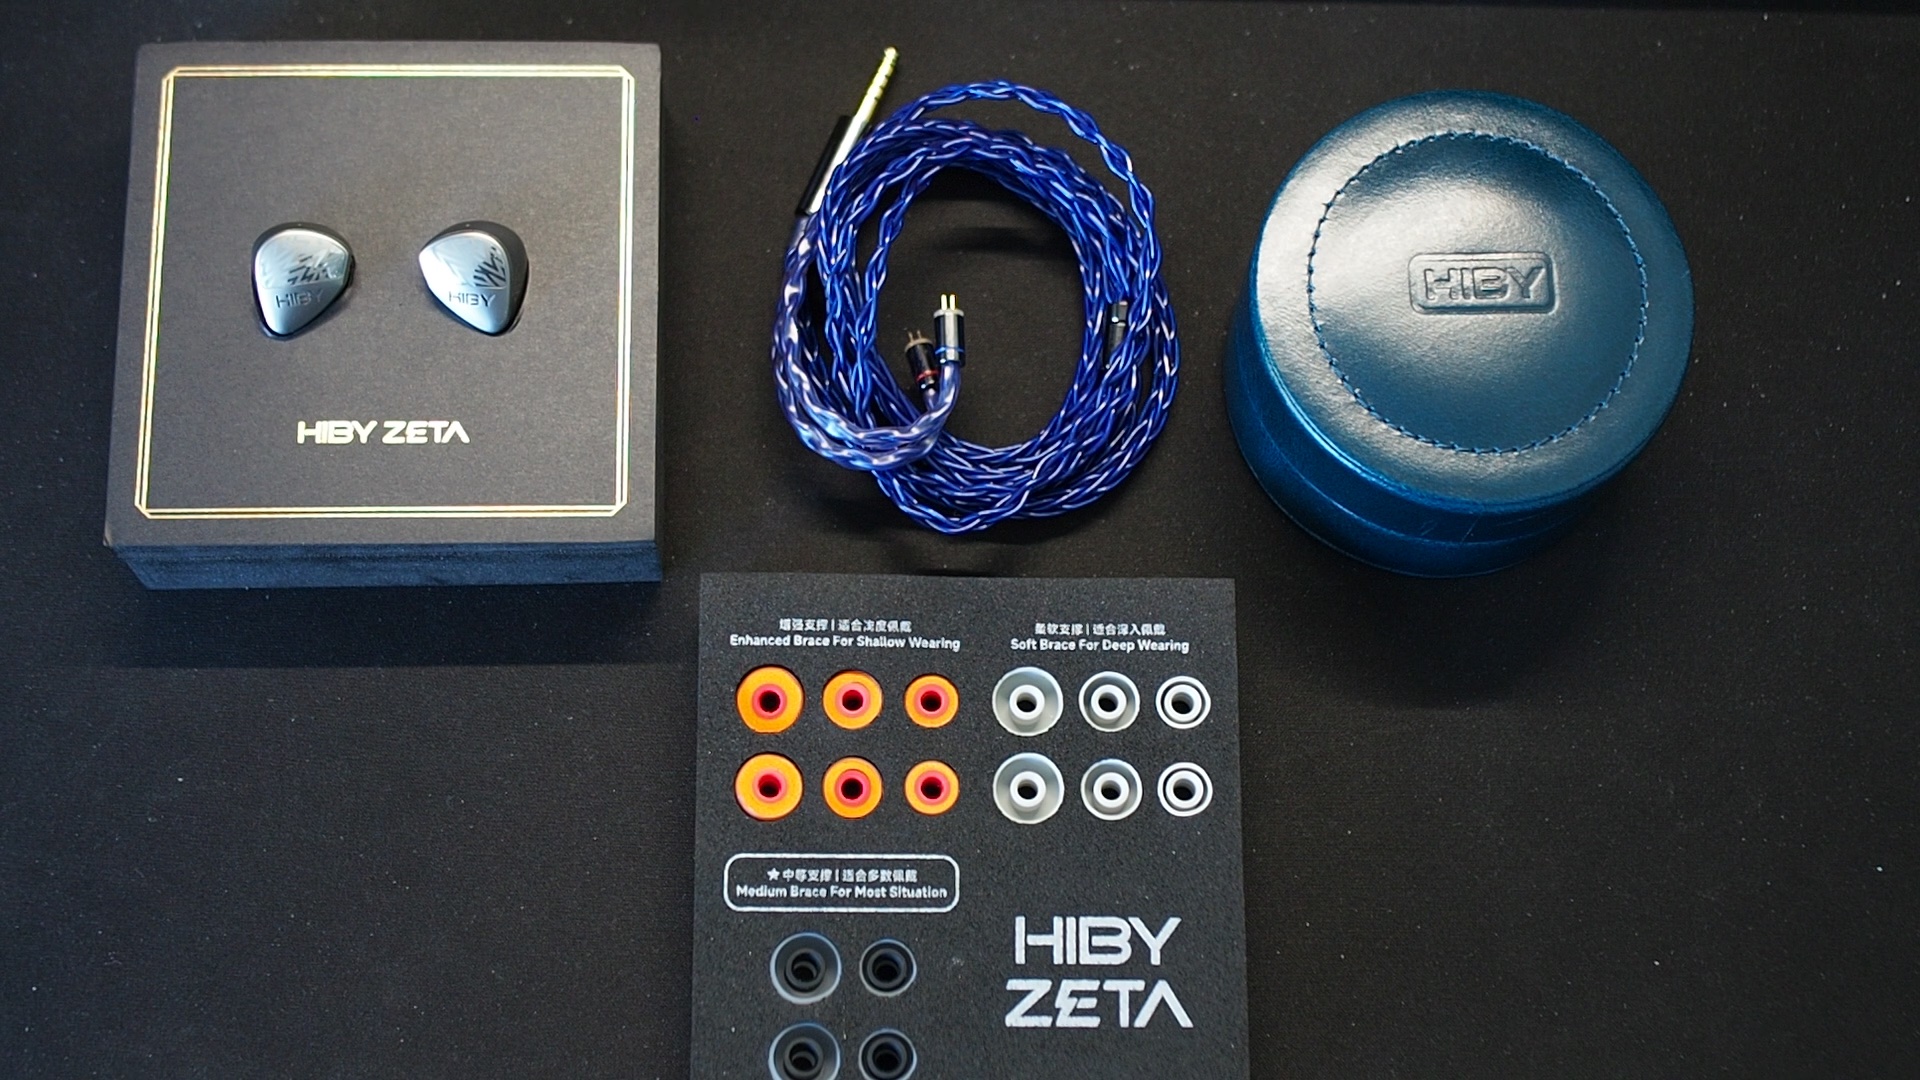 HIBY
HIBY
HIBY ZETA
HIBY
增强支撑 | 适合浅度佩戴
Enhanced Brace For Shallow Wearing
柔软支撑 | 适合深入佩戴
Soft Brace For Deep Wearing
★中等支撑 | 适合多数佩戴
Medium Brace For Most Situation
HIBY
ZETA